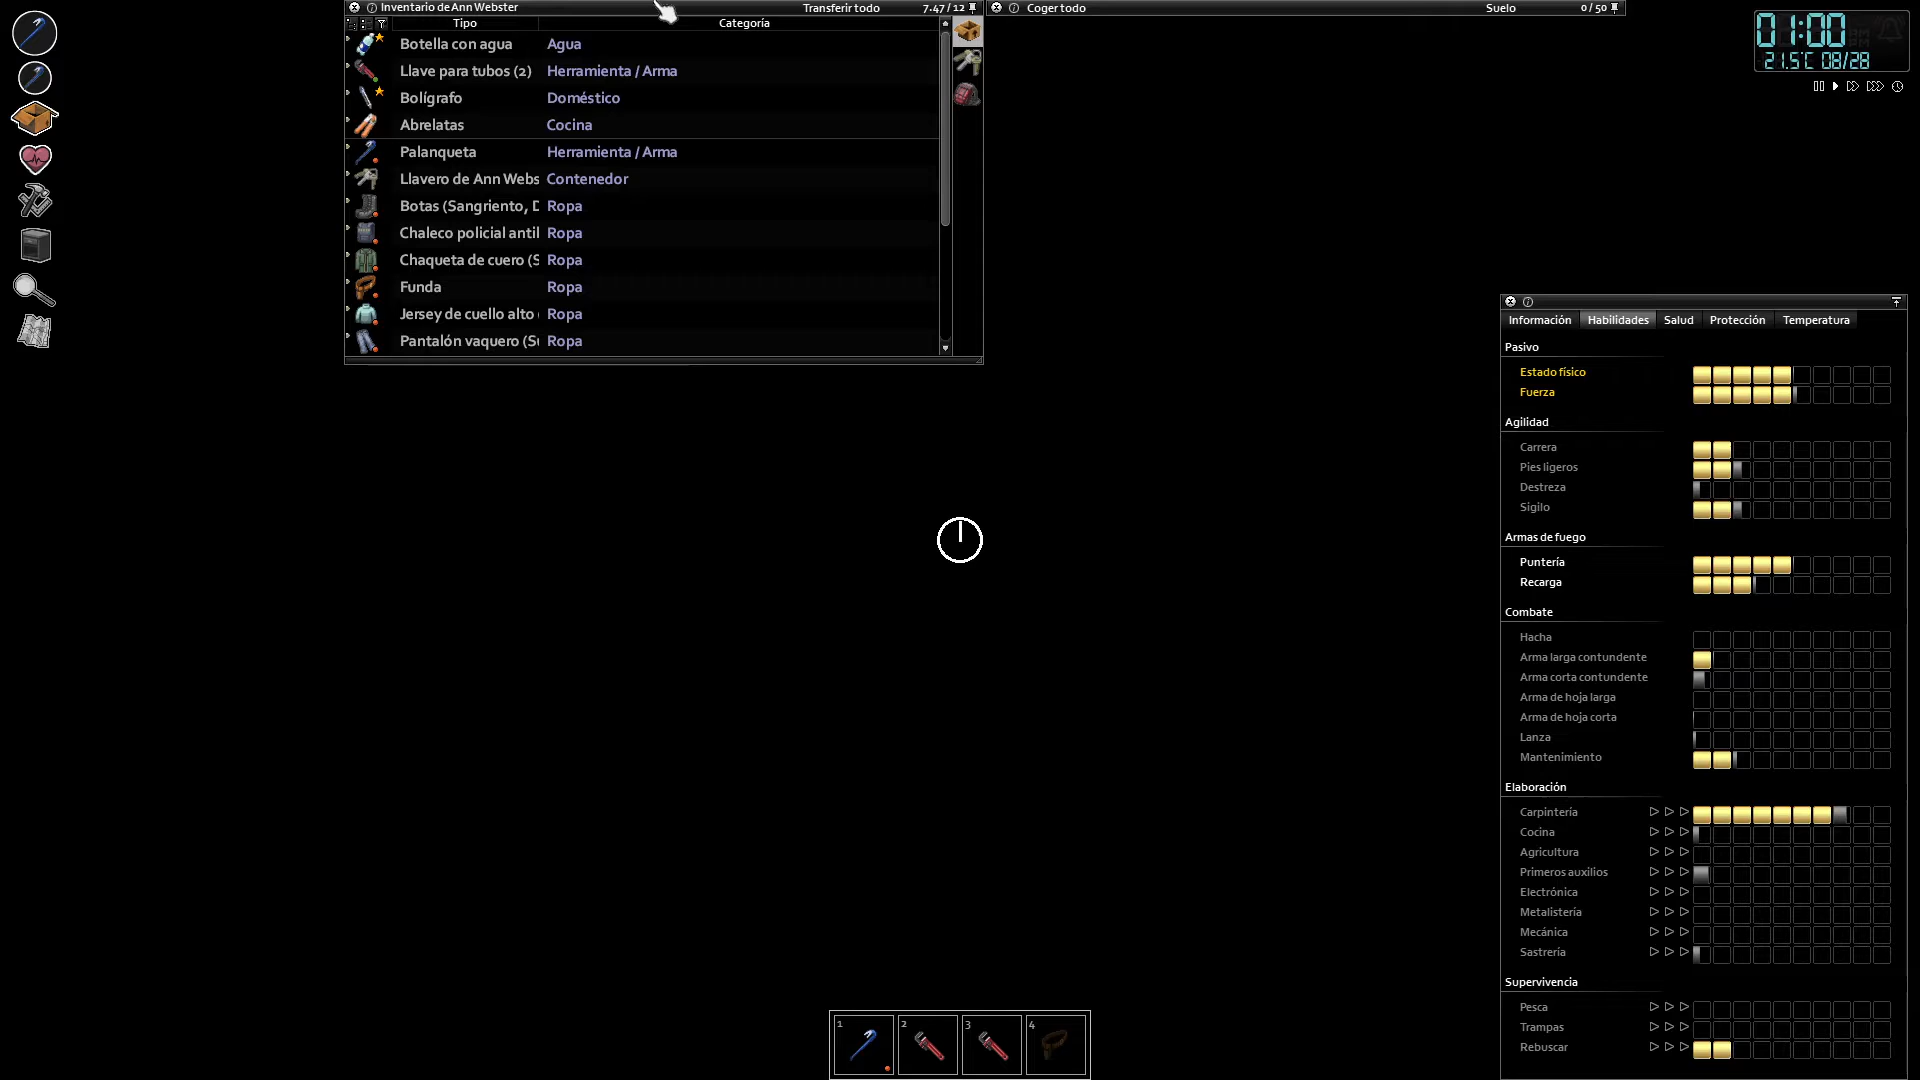 Inventario de Ann Webster
Transferir todo
7.47 / 12
Coger todo
Suelo
0 / 50
Tipo
Categoría
Botella con agua
Agua
Llave para tubos (2)
Herramienta / Arma
Bolígrafo
Doméstico
Abrelatas
Cocina
Palanqueta
Herramienta / Arma
Llavero de Ann Webs
Contenedor
Botas (Sangriento, D
Ropa
Chaleco policial antil
Ropa
Chaqueta de cuero (S
Ropa
Funda
Ropa
Jersey de cuello alto
Ropa
Pantalón vaquero (Su
Ropa
01:00
21.5°C 08/28
Información
Habilidades
Salud
Protección
Temperatura
Pasivo
Estado físico
Fuerza
Agilidad
Carrera
Pies ligeros
Destreza
Sigilo
Armas de fuego
Puntería
Recarga
Combate
Hacha
Arma larga contundente
Arma corta contundente
Arma de hoja larga
Arma de hoja corta
Lanza
Mantenimiento
Elaboración
Carpintería
Cocina
Agricultura
Primeros auxilios
Electrónica
Metalistería
Mecánica
Sastrería
Supervivencia
Pesca
Trampas
Rebuscar
1
2
3
4